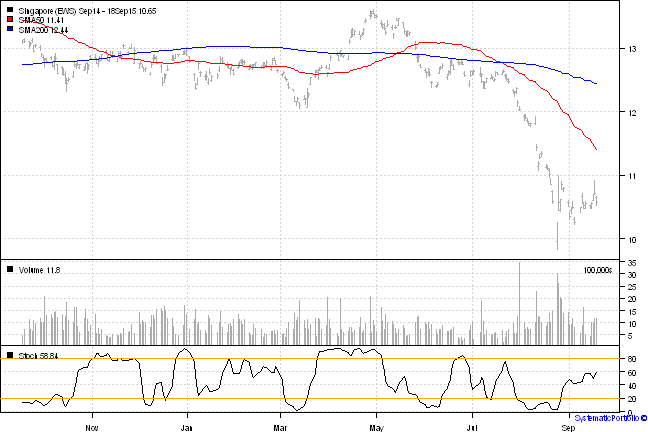 Singapore (EWS) Sep14 - 18Sep15 10.65
SMA50 11.41
SMA200 12.44
13
12
11
10
Volume 11.8
100,000s
35
30
25
20
15
10
5
Stoch 58.84
80
60
40
20
0
Nov Jan Mar May Jul Sep
SystematicPortfolio ©